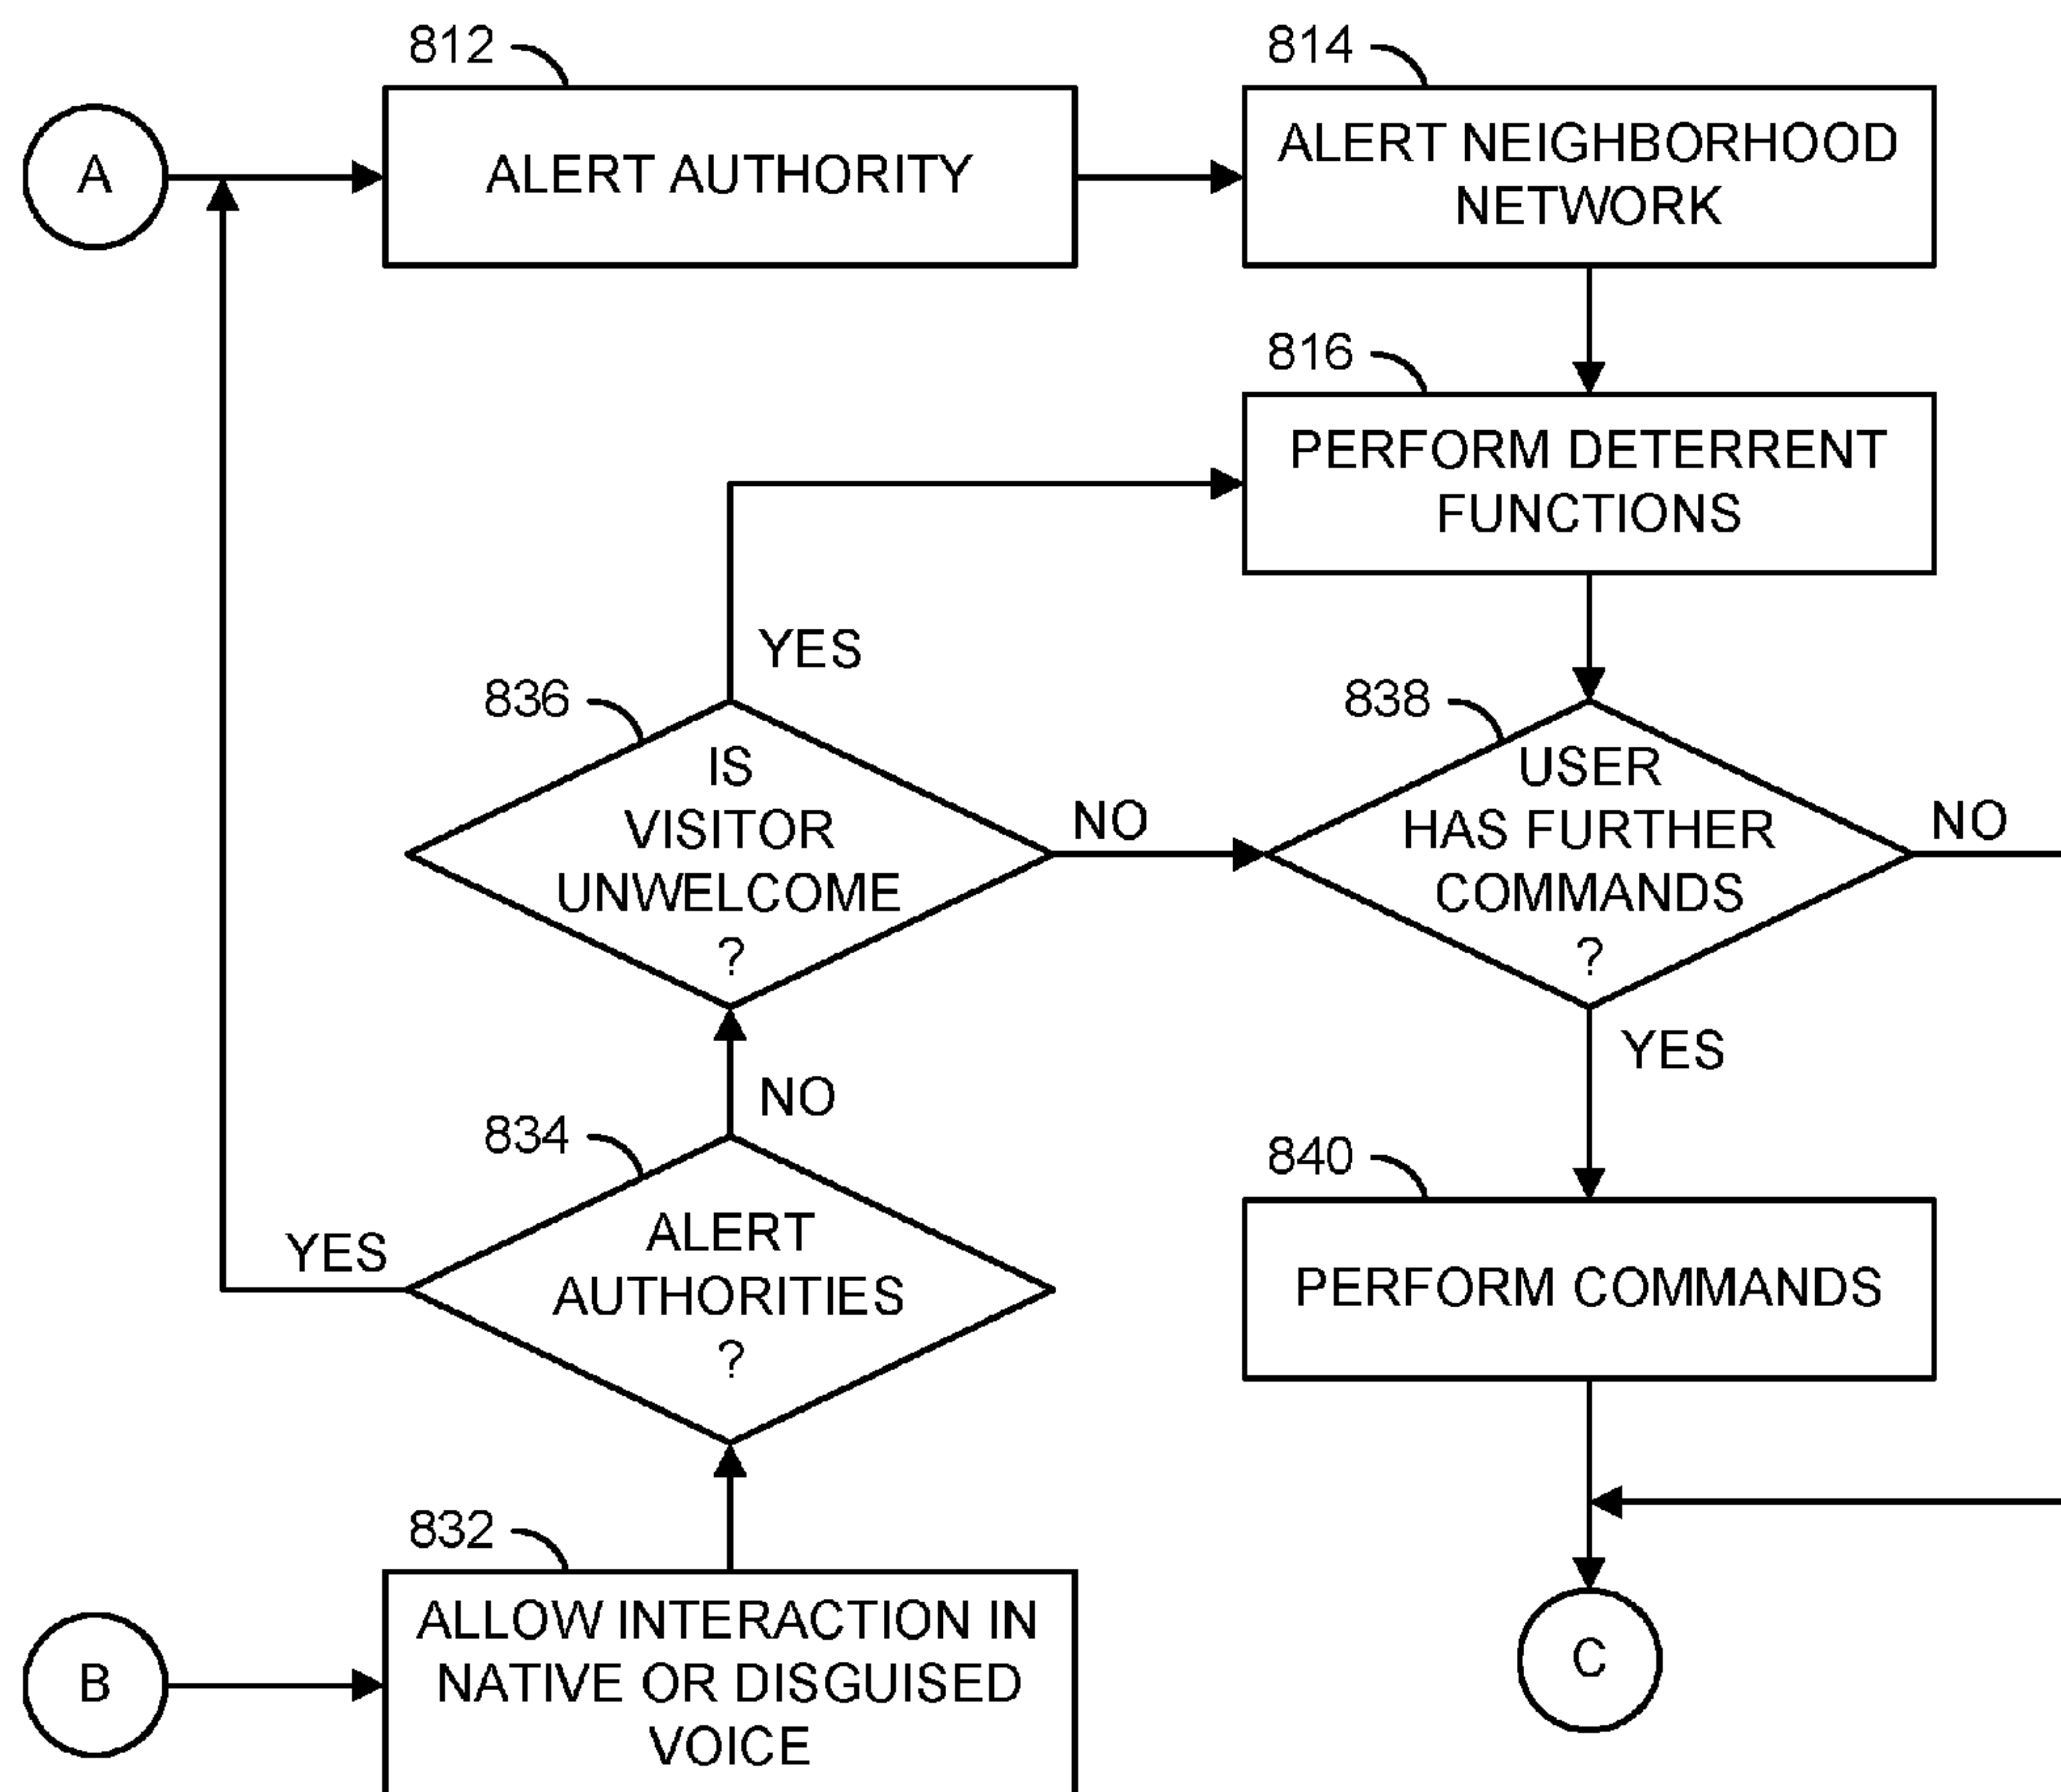 812
814
A
ALERT AUTHORITY
ALERT NEIGHBORHOOD
NETWORK
816
PERFORM DETERRENT
FUNCTIONS
YES
836
838
IS
VISITOR
UNWELCOME
?
NO
USER
HAS FURTHER
COMMANDS
?
NO
YES
NO
834
840
ALERT
AUTHORITIES
?
YES
PERFORM COMMANDS
832
B
ALLOW INTERACTION IN
NATIVE OR DISGUISED
VOICE
C